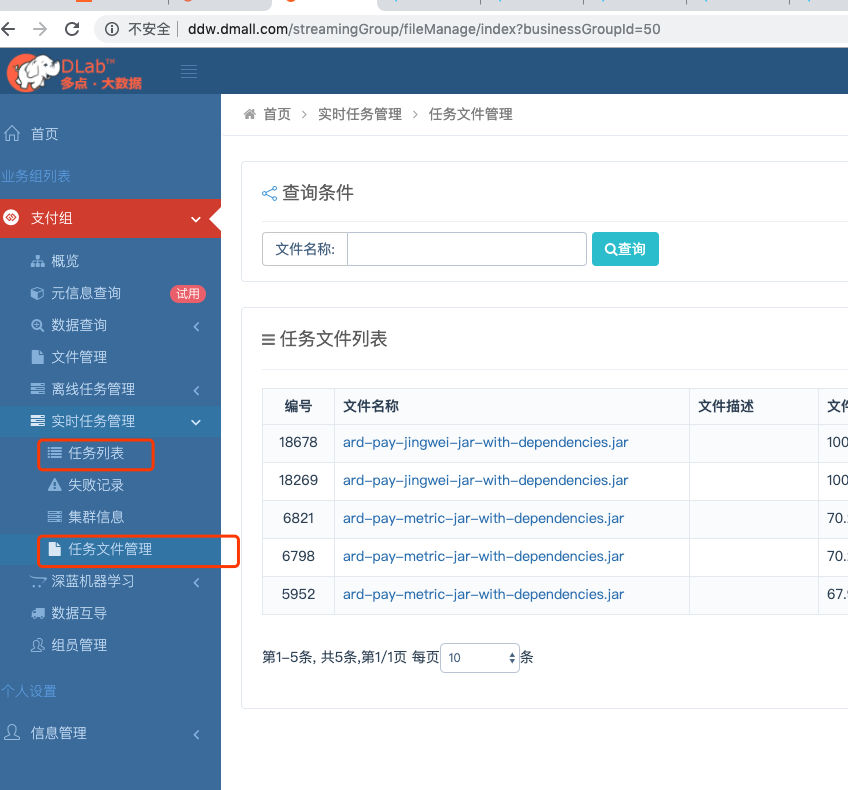 不安全 ddw.dmall.com/streamingGroup/fileManage/index?businessGroupId=50
DLab™
多点·大数据
首页 > 实时任务管理 > 任务文件管理
首页
业务组列表
支付组
概览
元信息查询 试用
数据查询
文件管理
离线任务管理
实时任务管理
任务列表
失败记录
集群信息
任务文件管理
深蓝机器学习
数据互导
组员管理
个人设置
信息管理
查询条件
文件名称: 查询
任务文件列表
编号 文件名称 文件描述 文件
18678 ard-pay-jingwei-jar-with-dependencies.jar 100
18269 ard-pay-jingwei-jar-with-dependencies.jar 100
6821 ard-pay-metric-jar-with-dependencies.jar 70.
6798 ard-pay-metric-jar-with-dependencies.jar 70.
5952 ard-pay-metric-jar-with-dependencies.jar 67.
第1-5条, 共5条,第1/1页 每页 10 条